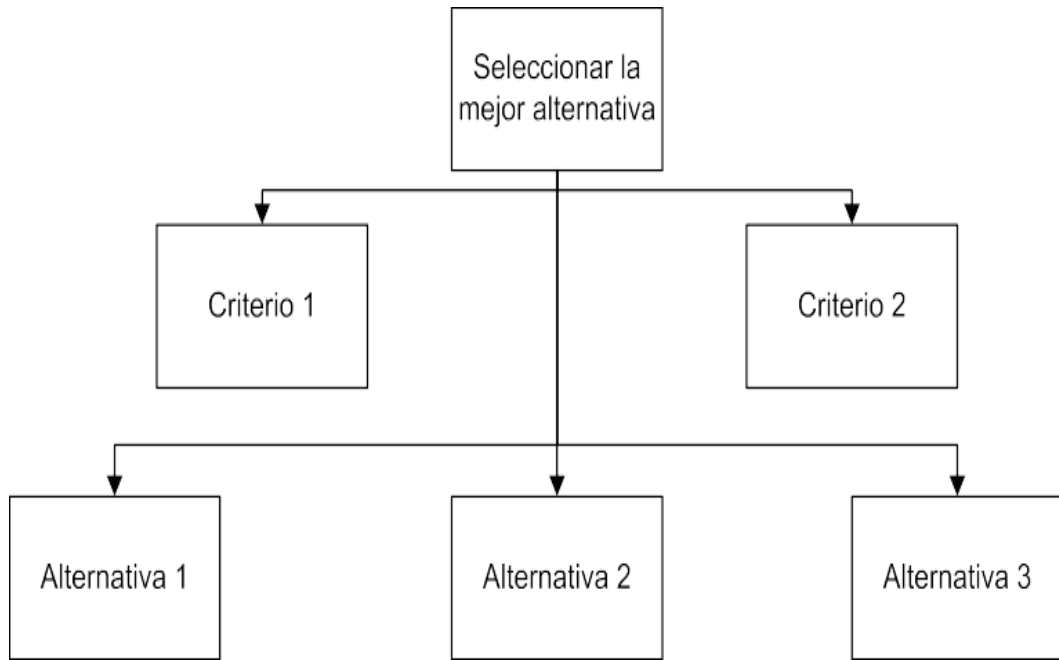 Seleccionar la
mejor alternativa
Criterio 1
Criterio 2
Alternativa 1
Alternativa 2
Alternativa 3